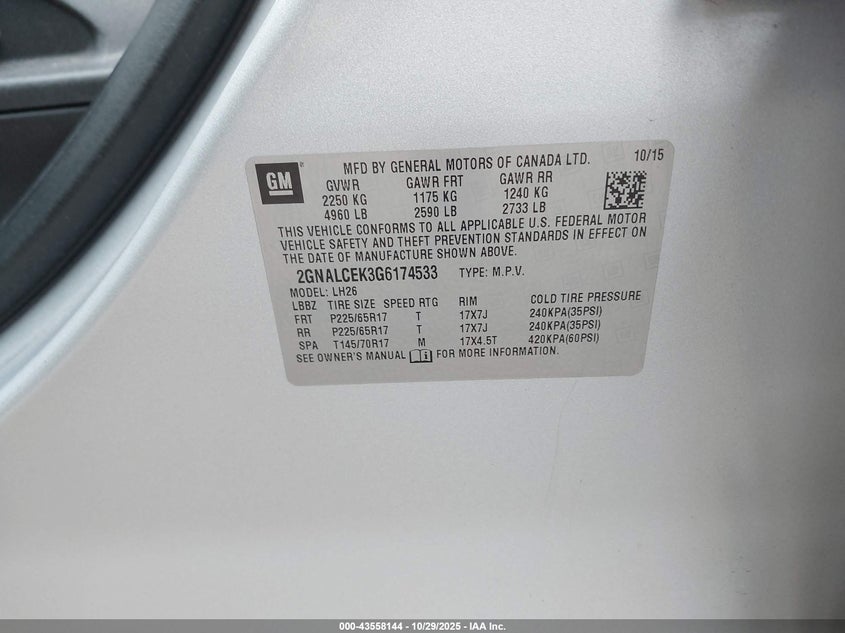 GM
MFD BY GENERAL MOTORS OF CANADA LTD. 10/15
GVWR GAWR FRT GAWR RR
2250 KG 1175 KG 1240 KG
4960 LB 2590 LB 2733 LB
THIS VEHICLE CONFORMS TO ALL APPLICABLE U.S. FEDERAL MOTOR
VEHICLE SAFETY AND THEFT PREVENTION STANDARDS IN EFFECT ON
THE DATE OF MANUFACTURE SHOWN ABOVE.
2GNALCEK3G6174533 TYPE: M.P.V.
MODEL: LH26
LBBZ TIRE SIZE SPEED RTG RIM COLD TIRE PRESSURE
FRT P225/65R17 T 17X7J 240KPA(35PSI)
RR P225/65R17 T 17X7J 240KPA(35PSI)
SPA T145/70R17 M 17X4.5T 420KPA(60PSI)
SEE OWNER'S MANUAL FOR MORE INFORMATION.
000-43558144 - 10/29/2025 - IAA Inc.